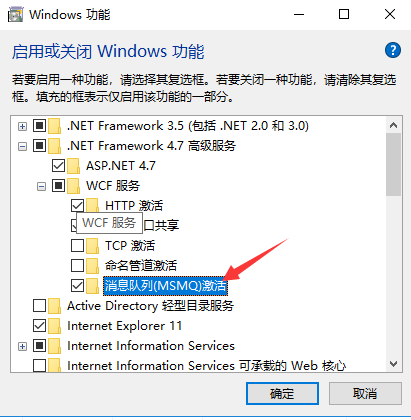 Windows 功能
启用或关闭 Windows 功能
若要启用一种功能，请选择其复选框。若要关闭一种功能，请清除其复选
框。填充的框表示仅启用该功能的一部分。
.NET Framework 3.5 (包括 .NET 2.0 和 3.0)
.NET Framework 4.7 高级服务
ASP.NET 4.7
WCF 服务
HTTP 激活
WCF 服务
口共享
TCP 激活
命名管道激活
消息队列(MSMQ)激活
Active Directory 轻型目录服务
Internet Explorer 11
Internet Information Services
Internet Information Services 可承载的 Web 核心
确定
取消